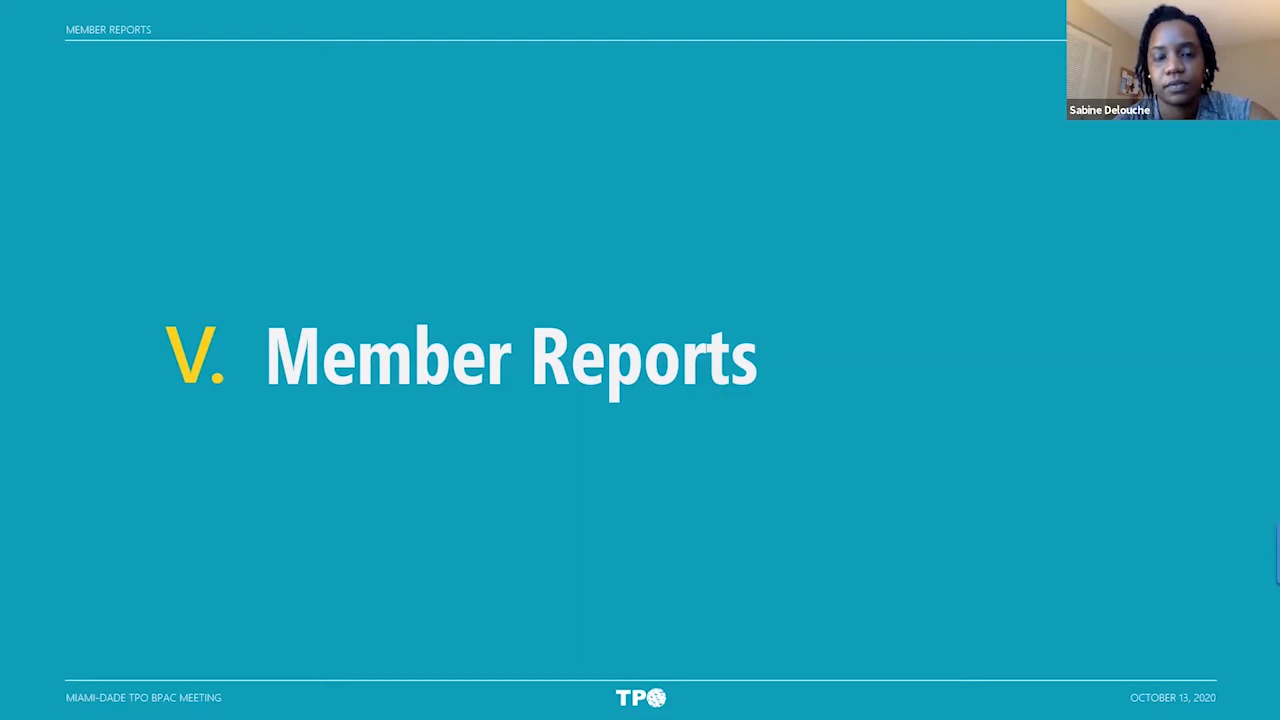 MEMBER REPORTS
Sabine Delouche
V. Member Reports
MIAMI-DADE TPO BPAC MEETING
TPO
OCTOBER 13, 2020